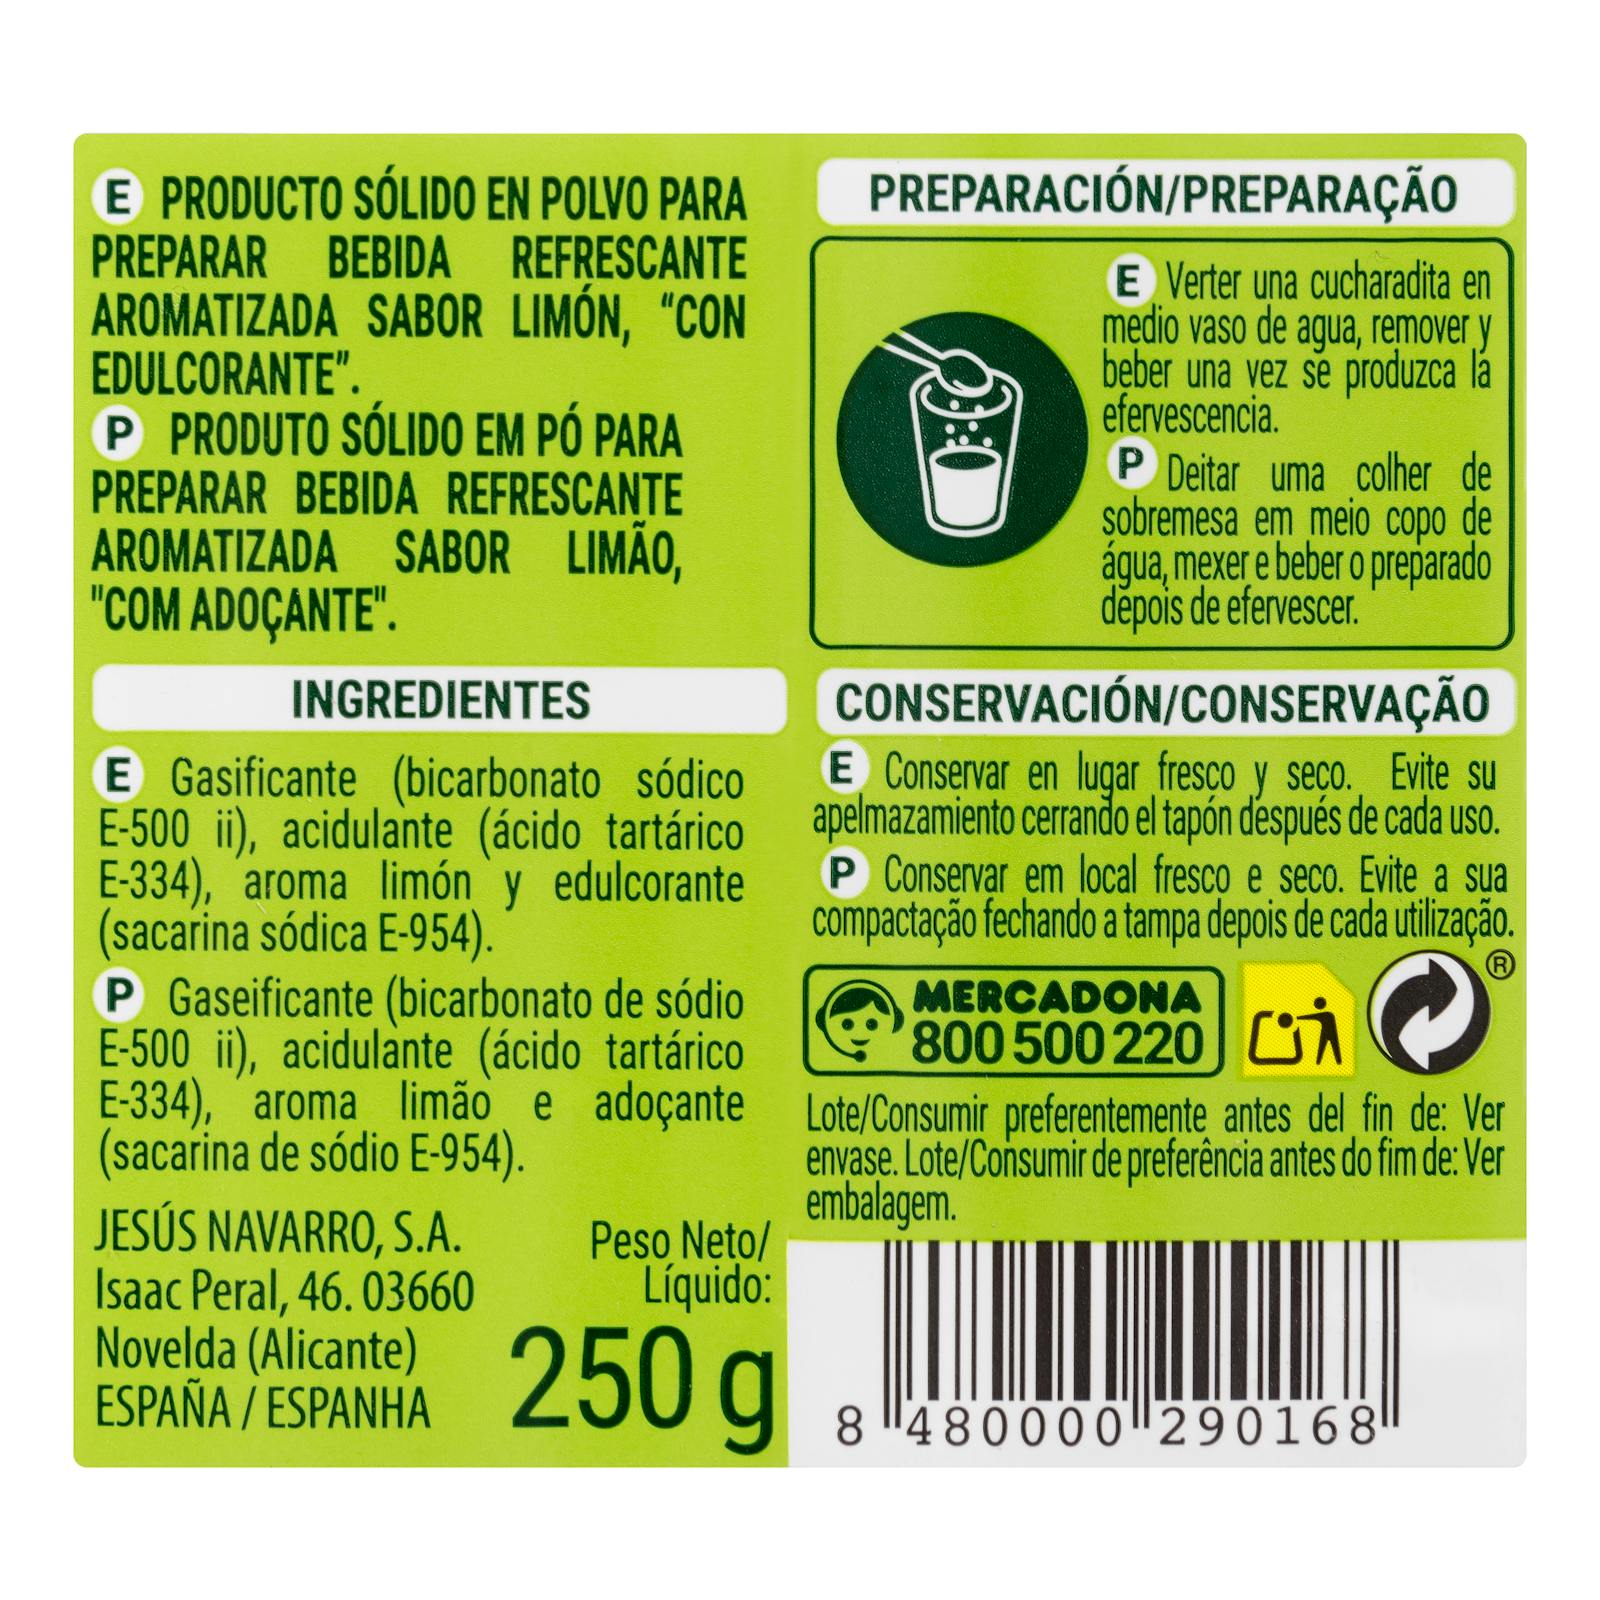 E PRODUCTO SÓLIDO EN POLVO PARA
PREPARAR BEBIDA REFRESCANTE
AROMATIZADA SABOR LIMÓN, “CON
EDULCORANTE”.
P PRODUTO SÓLIDO EM PÓ PARA
PREPARAR BEBIDA REFRESCANTE
AROMATIZADA SABOR LIMÃO,
"COM ADOÇANTE".
INGREDIENTES
E Gasificante (bicarbonato sódico
E-500 ii), acidulante (ácido tartárico
E-334), aroma limón y edulcorante
(sacarina sódica E-954).
P Gaseificante (bicarbonato de sódio
E-500 ii), acidulante (ácido tartárico
E-334), aroma limão e adoçante
(sacarina de sódio E-954).
JESÚS NAVARRO, S.A.
Isaac Peral, 46. 03660
Novelda (Alicante)
ESPAÑA / ESPANHA
Peso Neto/
Líquido:
250 g
PREPARACIÓN/PREPARAÇÃO
E Verter una cucharadita en
medio vaso de agua, remover y
beber una vez se produzca la
efervescencia.
P Deitar uma colher de
sobremesa em meio copo de
água, mexer e beber o preparado
depois de efervescer.
CONSERVACIÓN/CONSERVAÇÃO
E Conservar en lugar fresco y seco. Evite su
apelmazamiento cerrando el tapón después de cada uso.
P Conservar em local fresco e seco. Evite a sua
compactação fechando a tampa depois de cada utilização.
MERCADONA
800 500 220
®
Lote/Consumir preferentemente antes del fin de: Ver
envase. Lote/Consumir de preferência antes do fim de: Ver
embalagem.
8 480000 290168